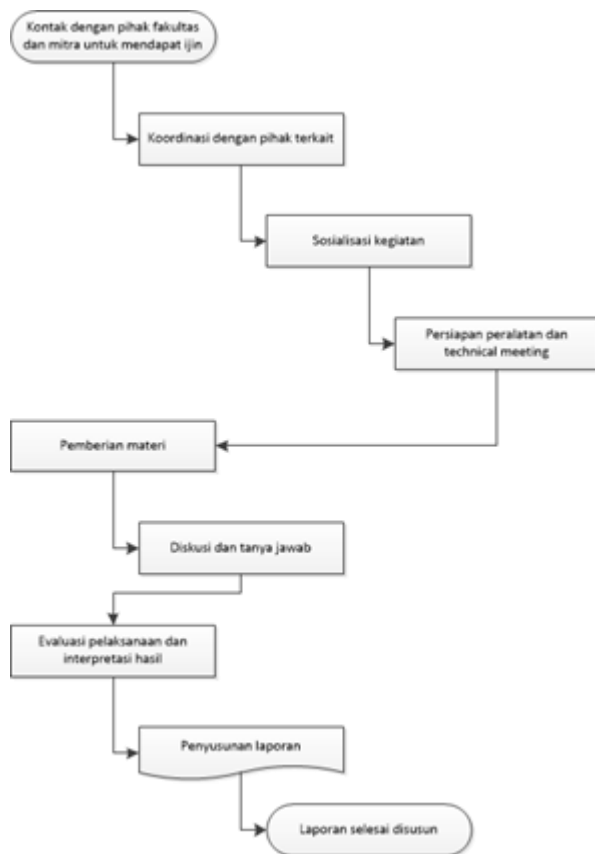 Kontak dengan pihak fakultas
dan mitra untuk mendapat ijin
Koordinasi dengan pihak terkait
Sosialisasi kegiatan
Persiapan peralatan dan
technical meeting
Pemberian materi
Diskusi dan tanya jawab
Evaluasi pelaksanaan dan
interpretasi hasil
Penyusunan laporan
Laporan selesai disusun